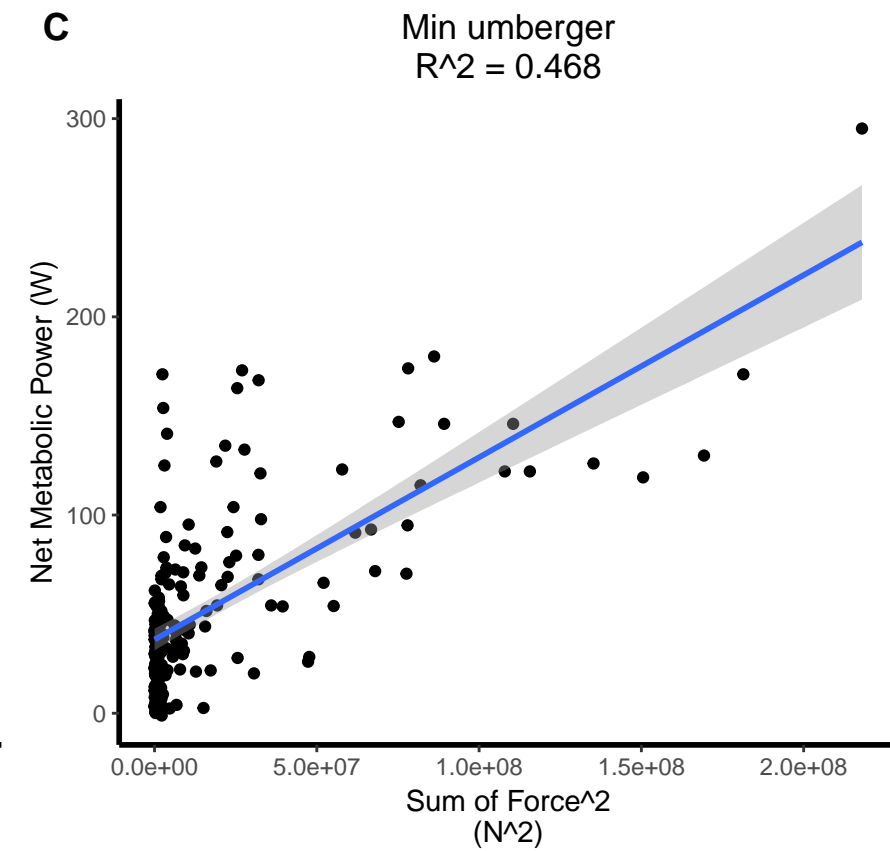 C
Min umberger
R^2 = 0.468
300
200
100
0
Net Metabolic Power (W)
0.0e+00 5.0e+07 1.0e+08 1.5e+08 2.0e+08
Sum of Force^2
(N^2)